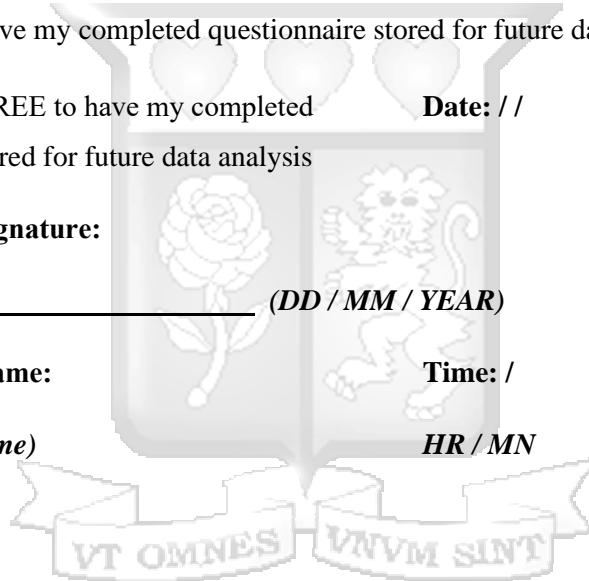 ve my completed questionnaire stored for future da
REE to have my completed Date: / /
red for future data analysis
gnature:
(DD / MM / YEAR)
ame: Time: /
ne) HR / MN
VT OMNES VNVM SINT